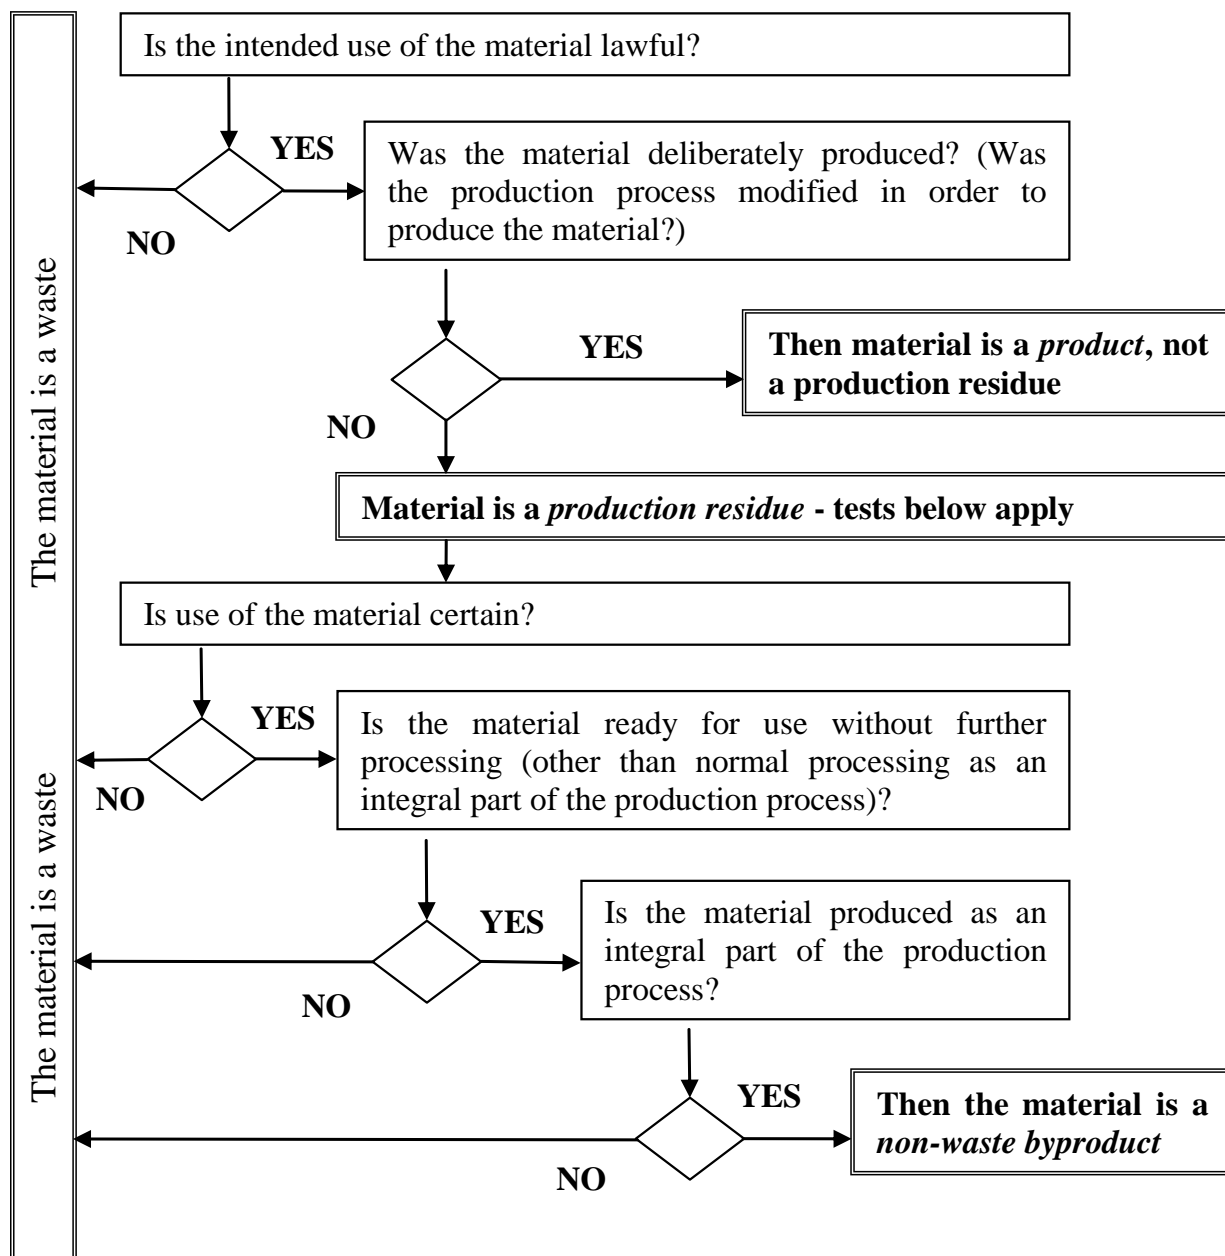 Is the intended use of the material lawful?
YES
NO
Was the material deliberately produced? (Was
the production process modified in order to
produce the material?)
YES
NO
Then material is a product, not
a production residue
Material is a production residue - tests below apply
Is use of the material certain?
YES
NO
Is the material ready for use without further
processing (other than normal processing as an
integral part of the production process)?
YES
NO
Is the material produced as an
integral part of the production
process?
YES
NO
Then the material is a
non-waste byproduct
The material is a waste
The material is a waste